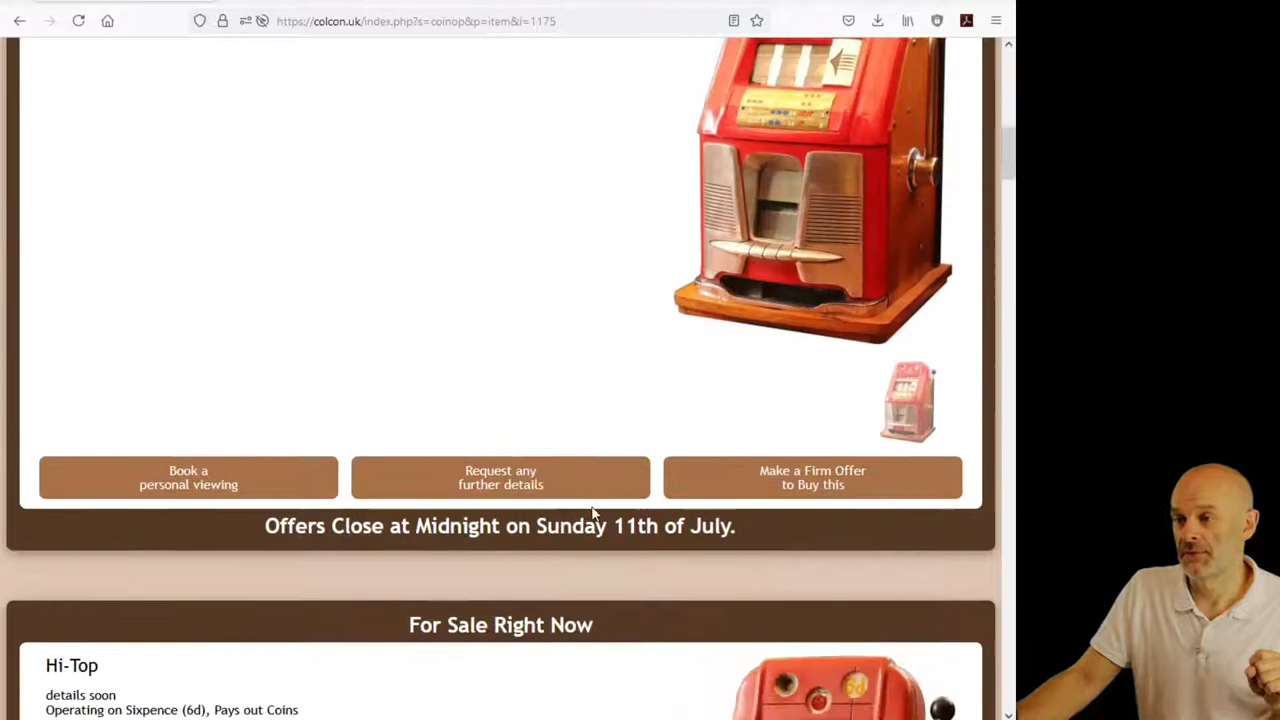 https://colcon.uk/index.php?s=coinop&p=item&i=1175
Book a
personal viewing
Request any
further details
Make a Firm Offer
to Buy this
Offers Close at Midnight on Sunday 11th of July.
For Sale Right Now
Hi-Top
details soon
Operating on Sixpence (6d), Pays out Coins
6d